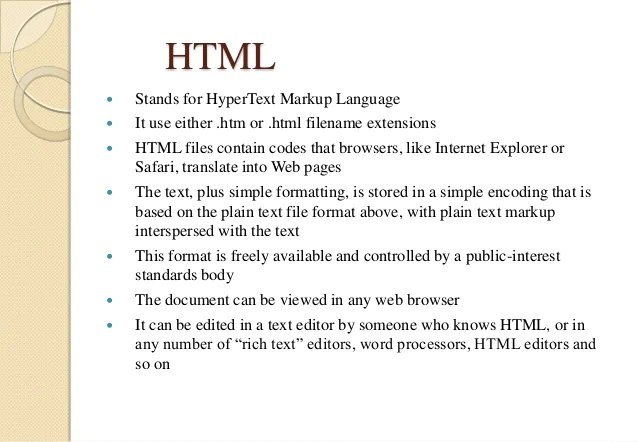 HTML
• Stands for HyperText Markup Language
• It use either .htm or .html filename extensions
• HTML files contain codes that browsers, like Internet Explorer or
Safari, translate into Web pages
• The text, plus simple formatting, is stored in a simple encoding that is
based on the plain text file format above, with plain text markup
interspersed with the text
• This format is freely available and controlled by a public-interest
standards body
• The document can be viewed in any web browser
• It can be edited in a text editor by someone who knows HTML, or in
any number of “rich text” editors, word processors, HTML editors and
so on